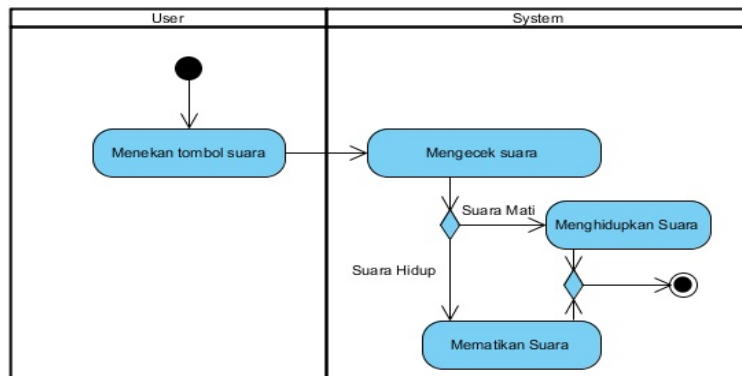 User
System
Menekan tombol suara
Mengecek suara
Suara Mati
Menghidupkan Suara
Suara Hidup
Mematikan Suara